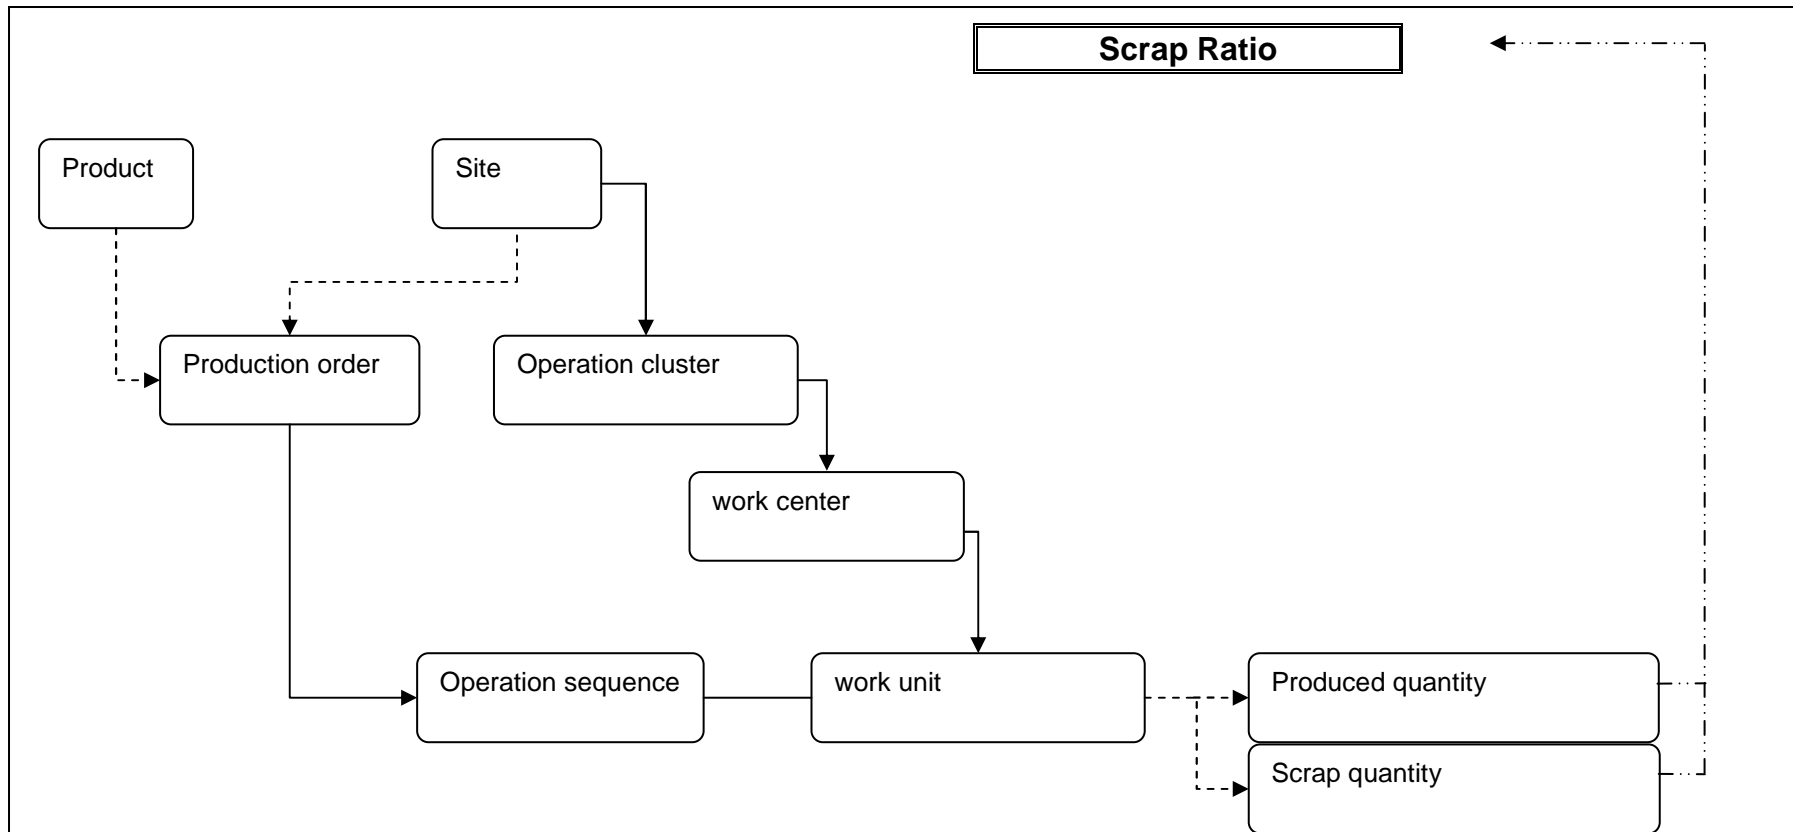 Scrap Ratio
Product
Site
Production order
Operation cluster
work center
Operation sequence
work unit
Produced quantity
Scrap quantity